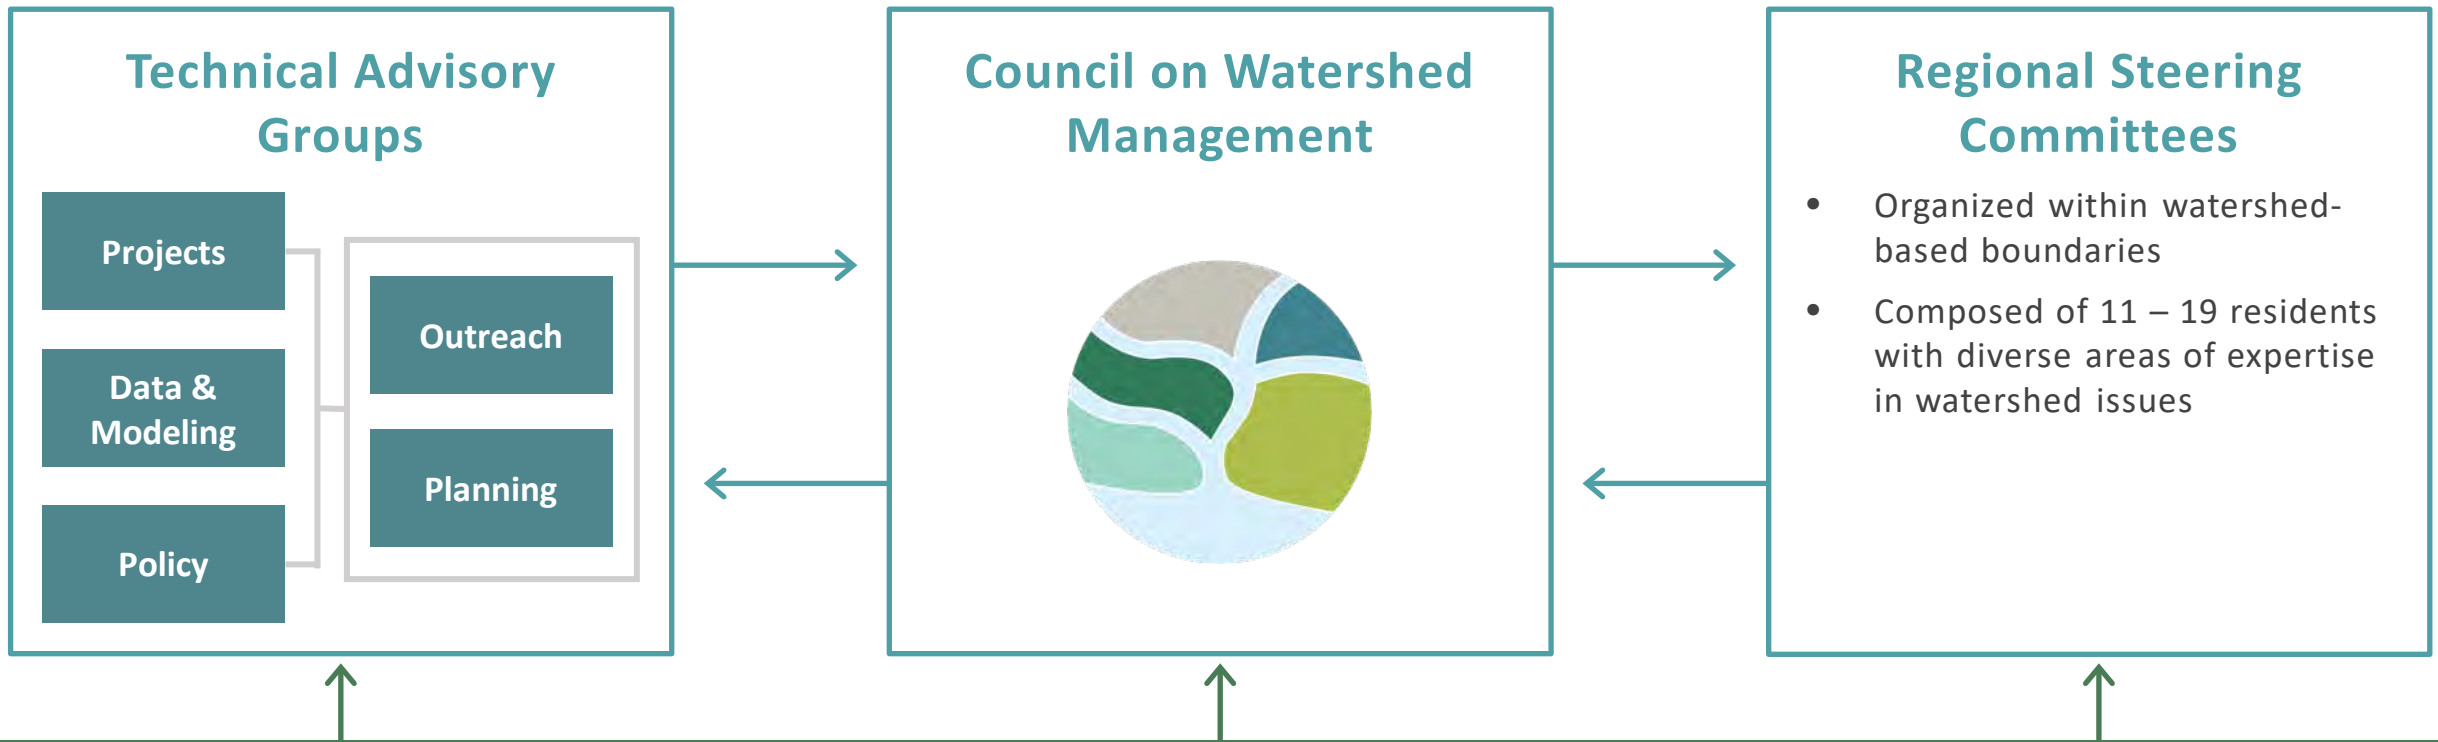 Technical Advisory
Groups
Projects
Data &
Modeling
Policy
Outreach
Planning
Council on Watershed
Management
Regional Steering
Committees
• Organized within watershed-
based boundaries
• Composed of 11 – 19 residents
with diverse areas of expertise
in watershed issues